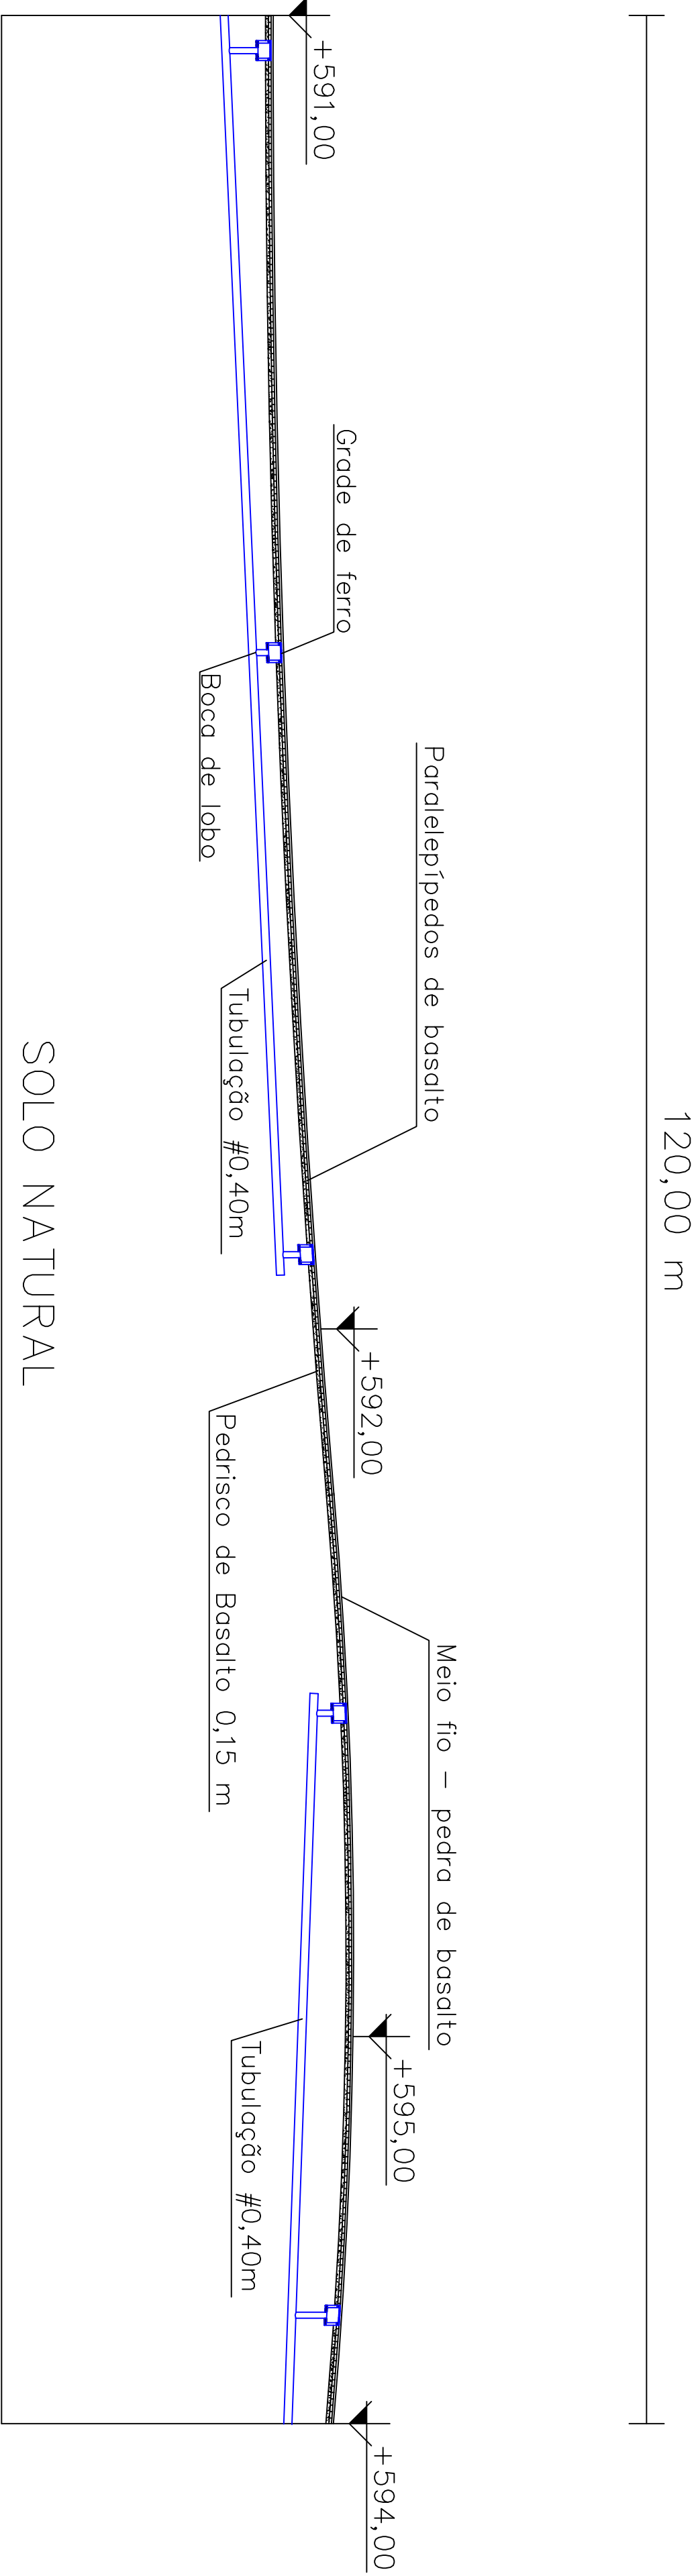 120,00 m
+591,00
Grade de ferro
Boca de lobo
Paralelepípedos de basalto
Tubulação #0,40m
SOLO NATURAL
+592,00
Pedrisco de Basalto 0,15 m
Meio fio - pedra de basalto
+595,00
Tubulação #0,40m
+594,00